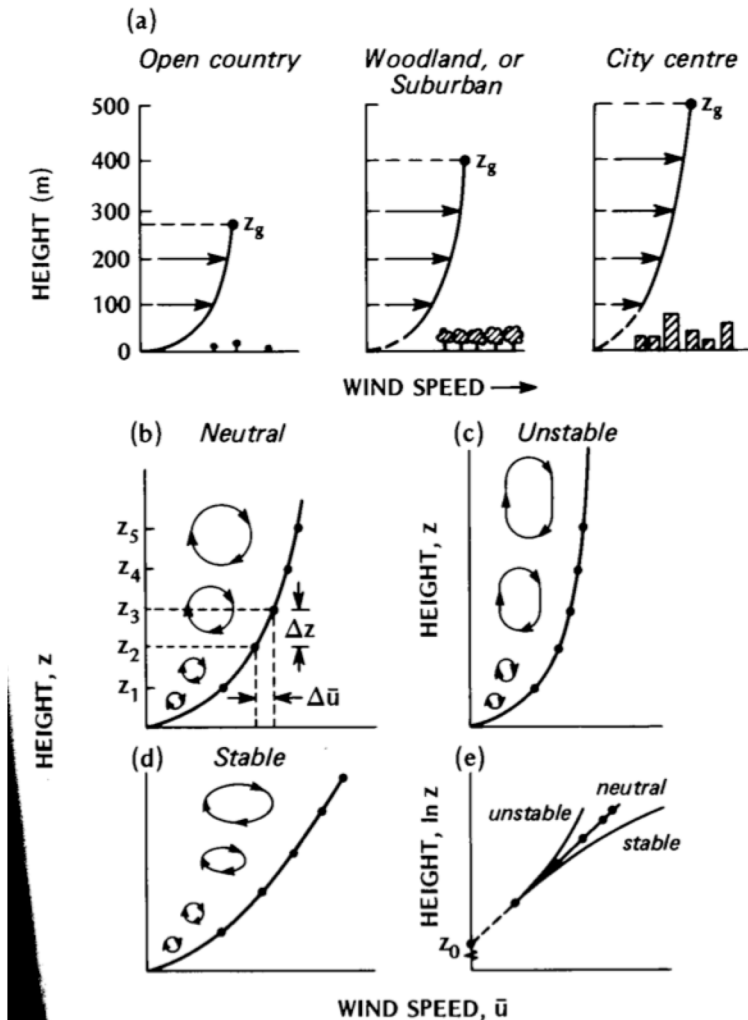 (a)
Open country
Woodland, or
Suburban
City centre
HEIGHT (m)
500
400
300
200
100
0
zg
zg
zg
WIND SPEED
(b) Neutral
HEIGHT, z
z5
z4
z3
z2
z1
Δz
Δū
(c) Unstable
HEIGHT, z
(d) Stable
(e)
HEIGHT, ln z
unstable
neutral
stable
z0
WIND SPEED, ū